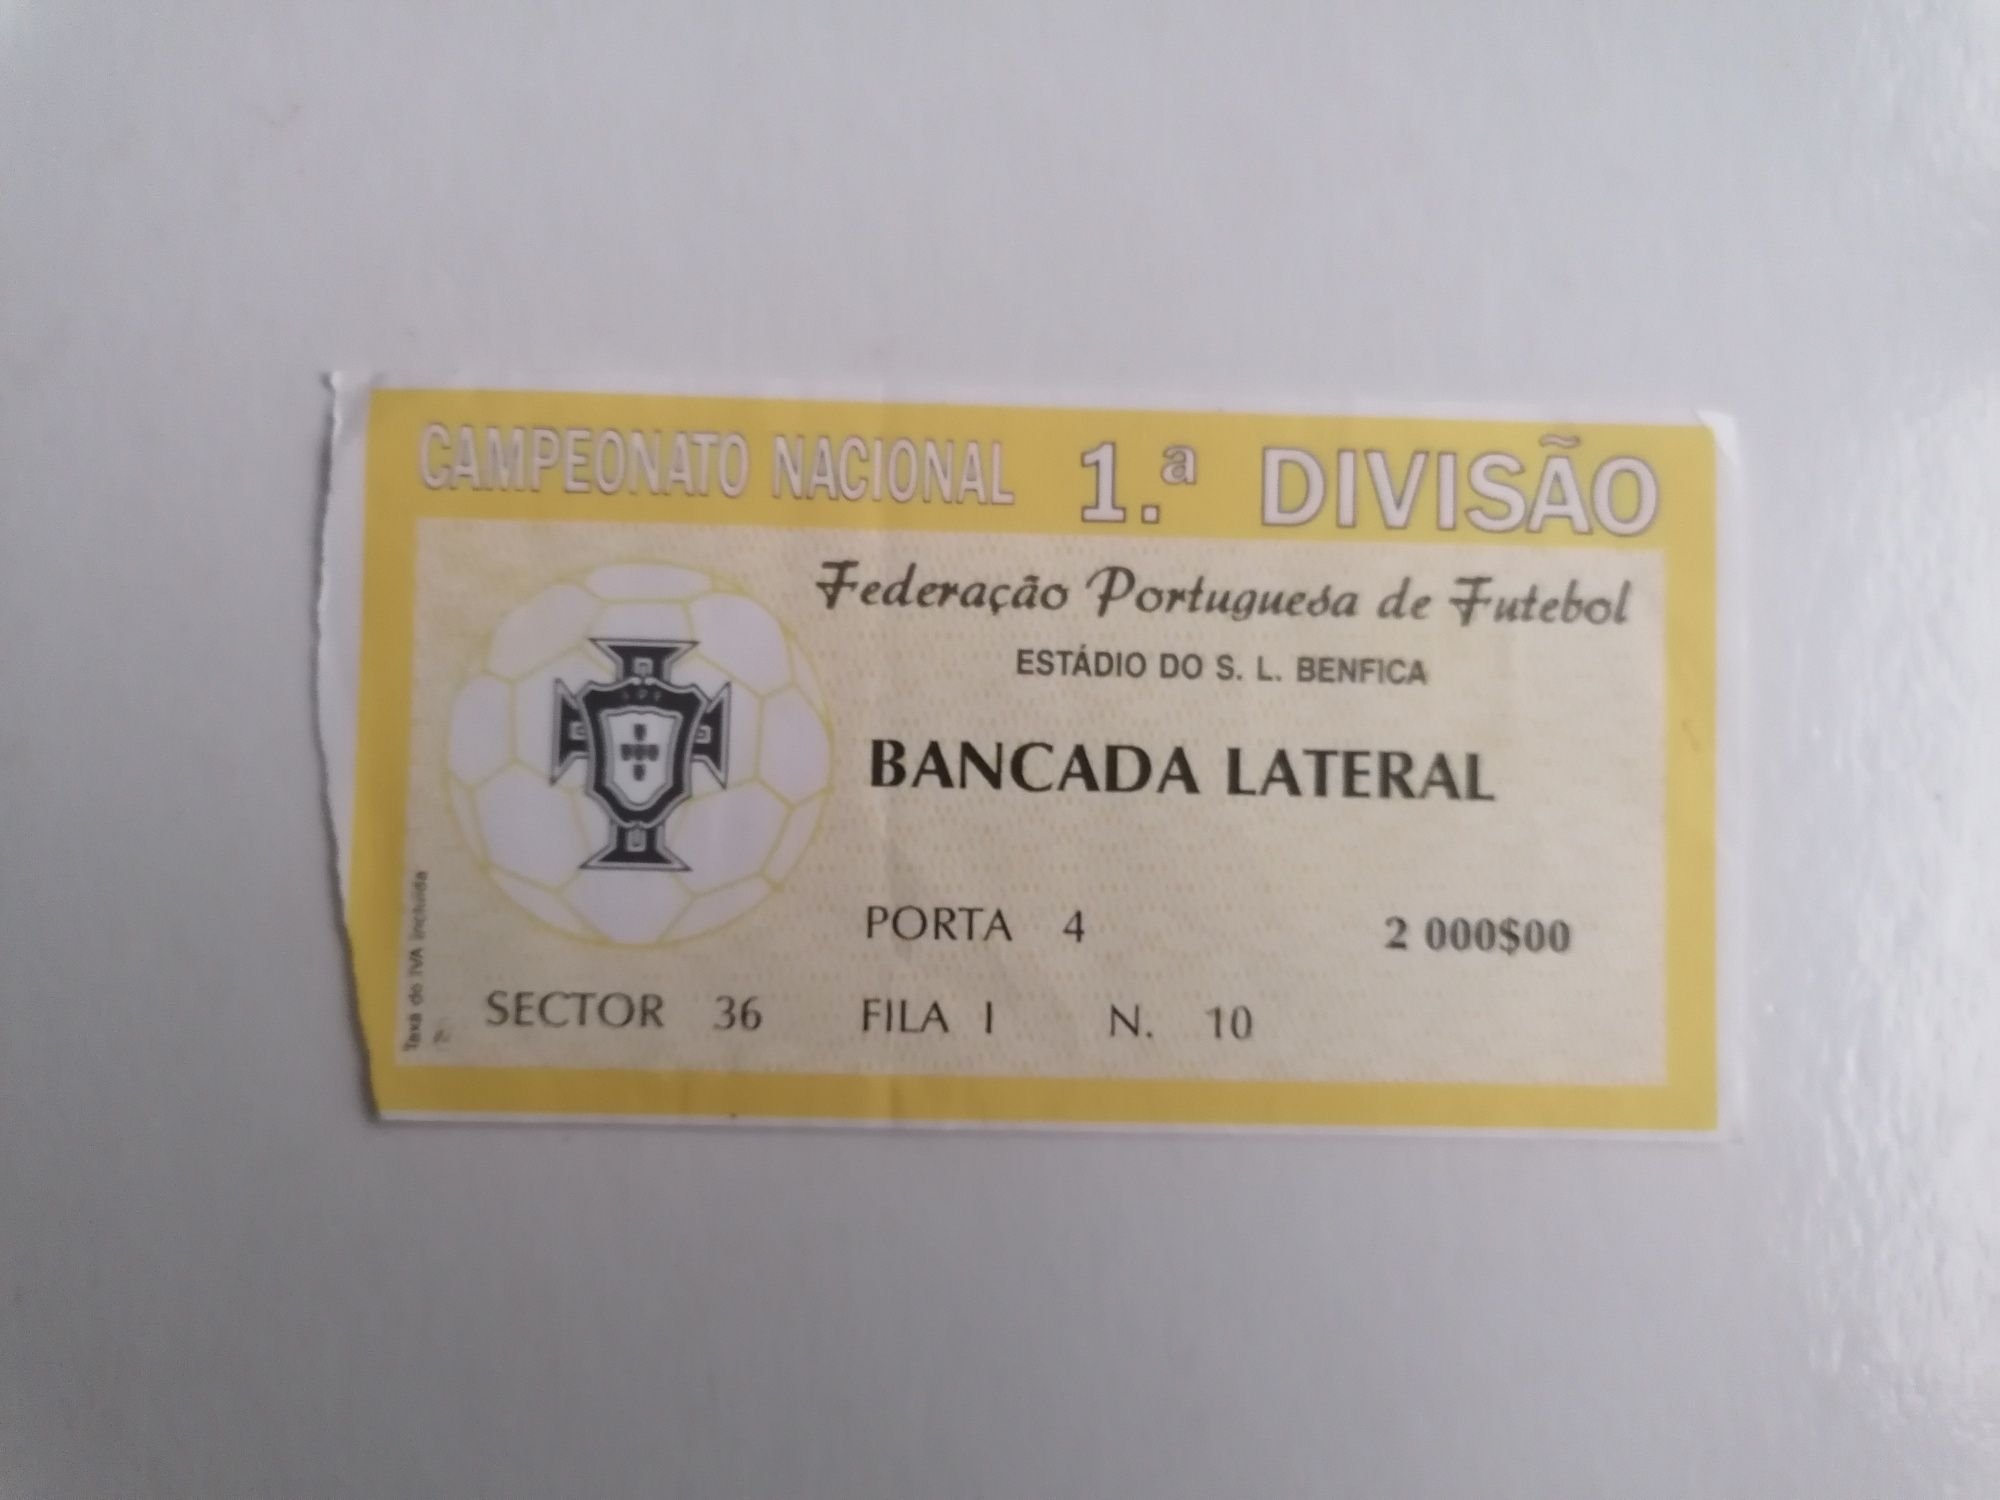 CAMPEONATO NACIONAL 1.ª DIVISÃO
Federação Portuguesa de Futebol
ESTÁDIO DO S. L. BENFICA
BANCADA LATERAL
PORTA 4 2 000$00
SECTOR 36 FILA I N. 10
Taxa do IVA incluída